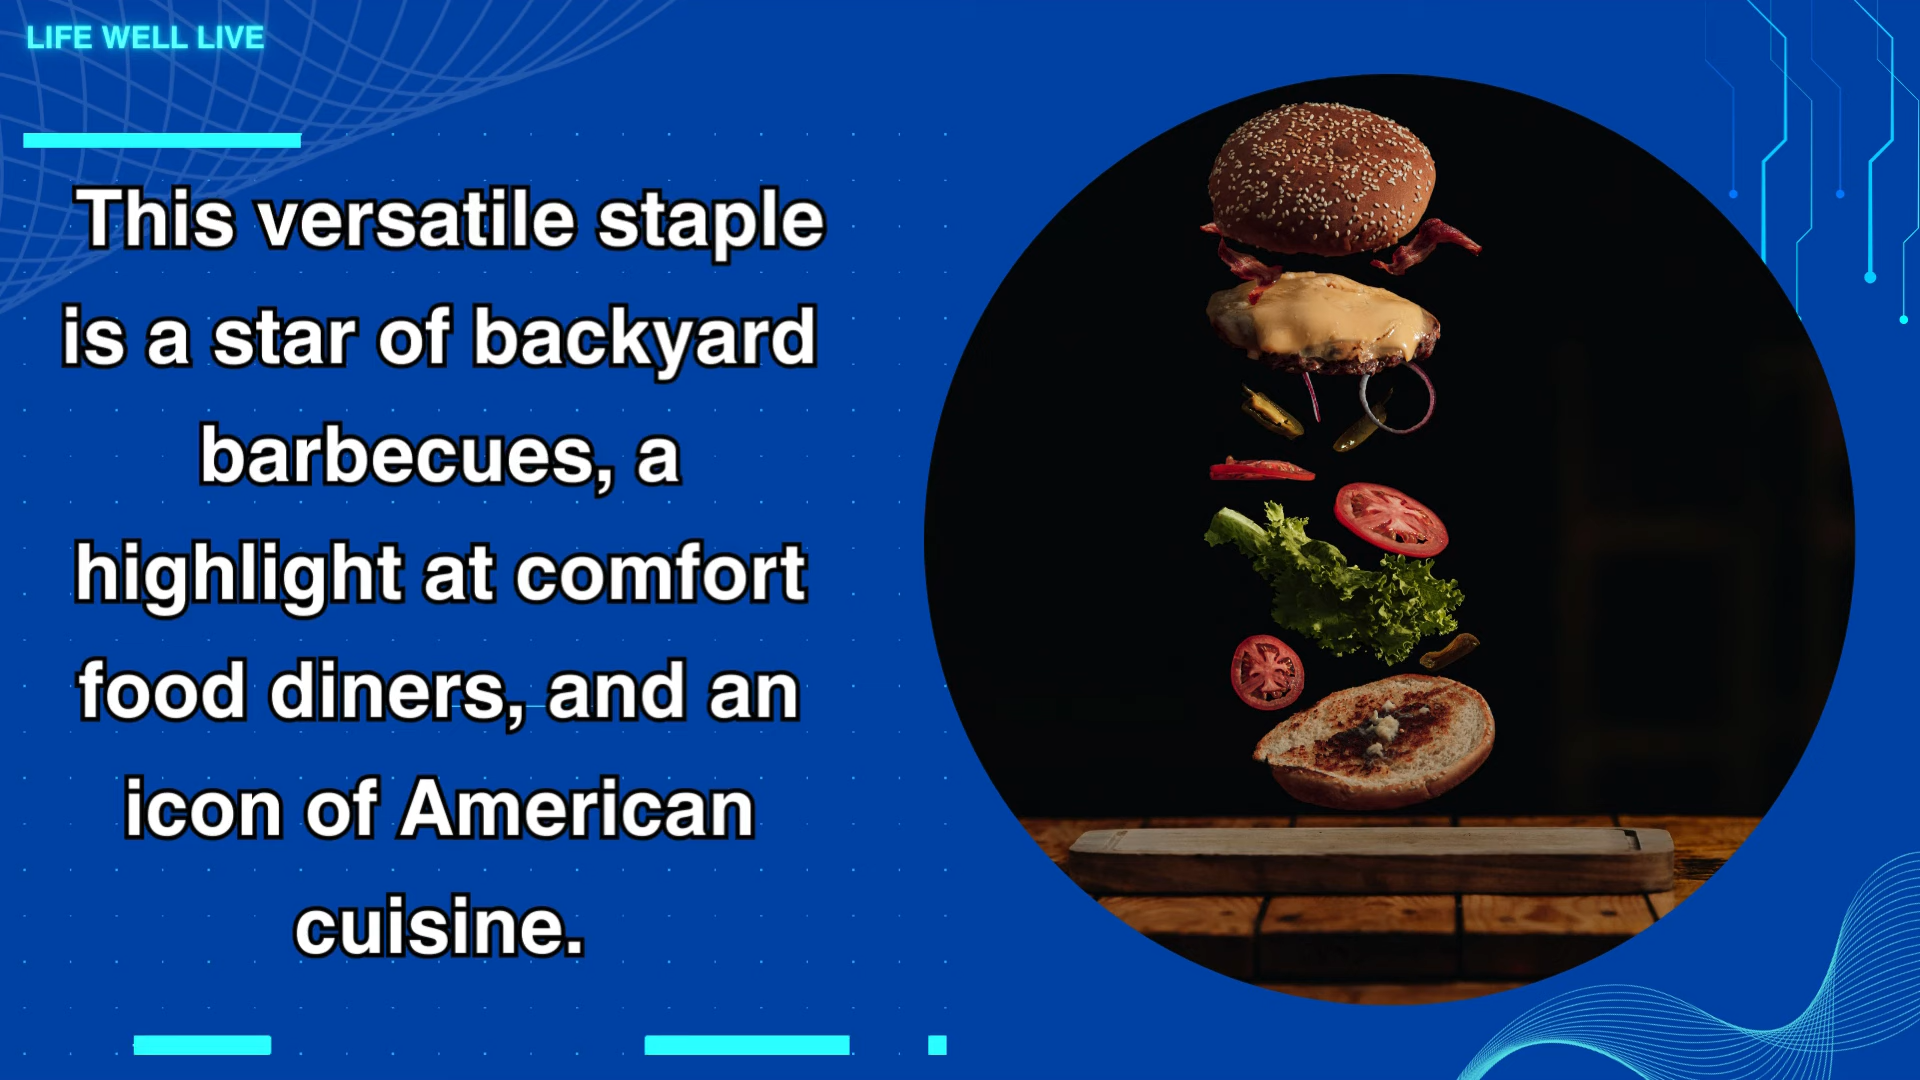 LIFE WELL LIVE
This versatile staple
is a star of backyard
barbecues, a
highlight at comfort
food diners, and an
icon of American
cuisine.